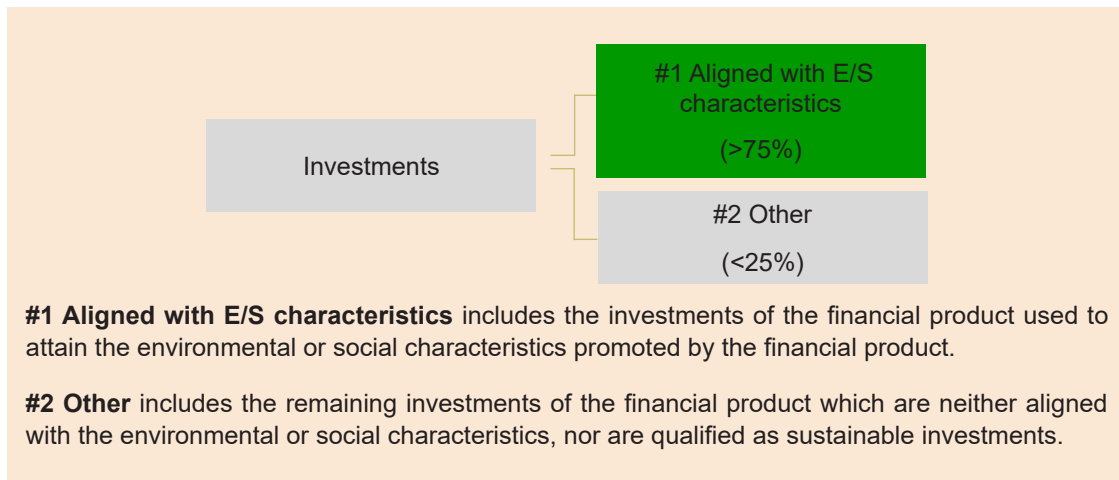 #1 Aligned with E/S
characteristics
(>75%)
Investments
#2 Other
(<25%)
#1 Aligned with E/S characteristics includes the investments of the financial product used to
attain the environmental or social characteristics promoted by the financial product.
#2 Other includes the remaining investments of the financial product which are neither aligned
with the environmental or social characteristics, nor are qualified as sustainable investments.